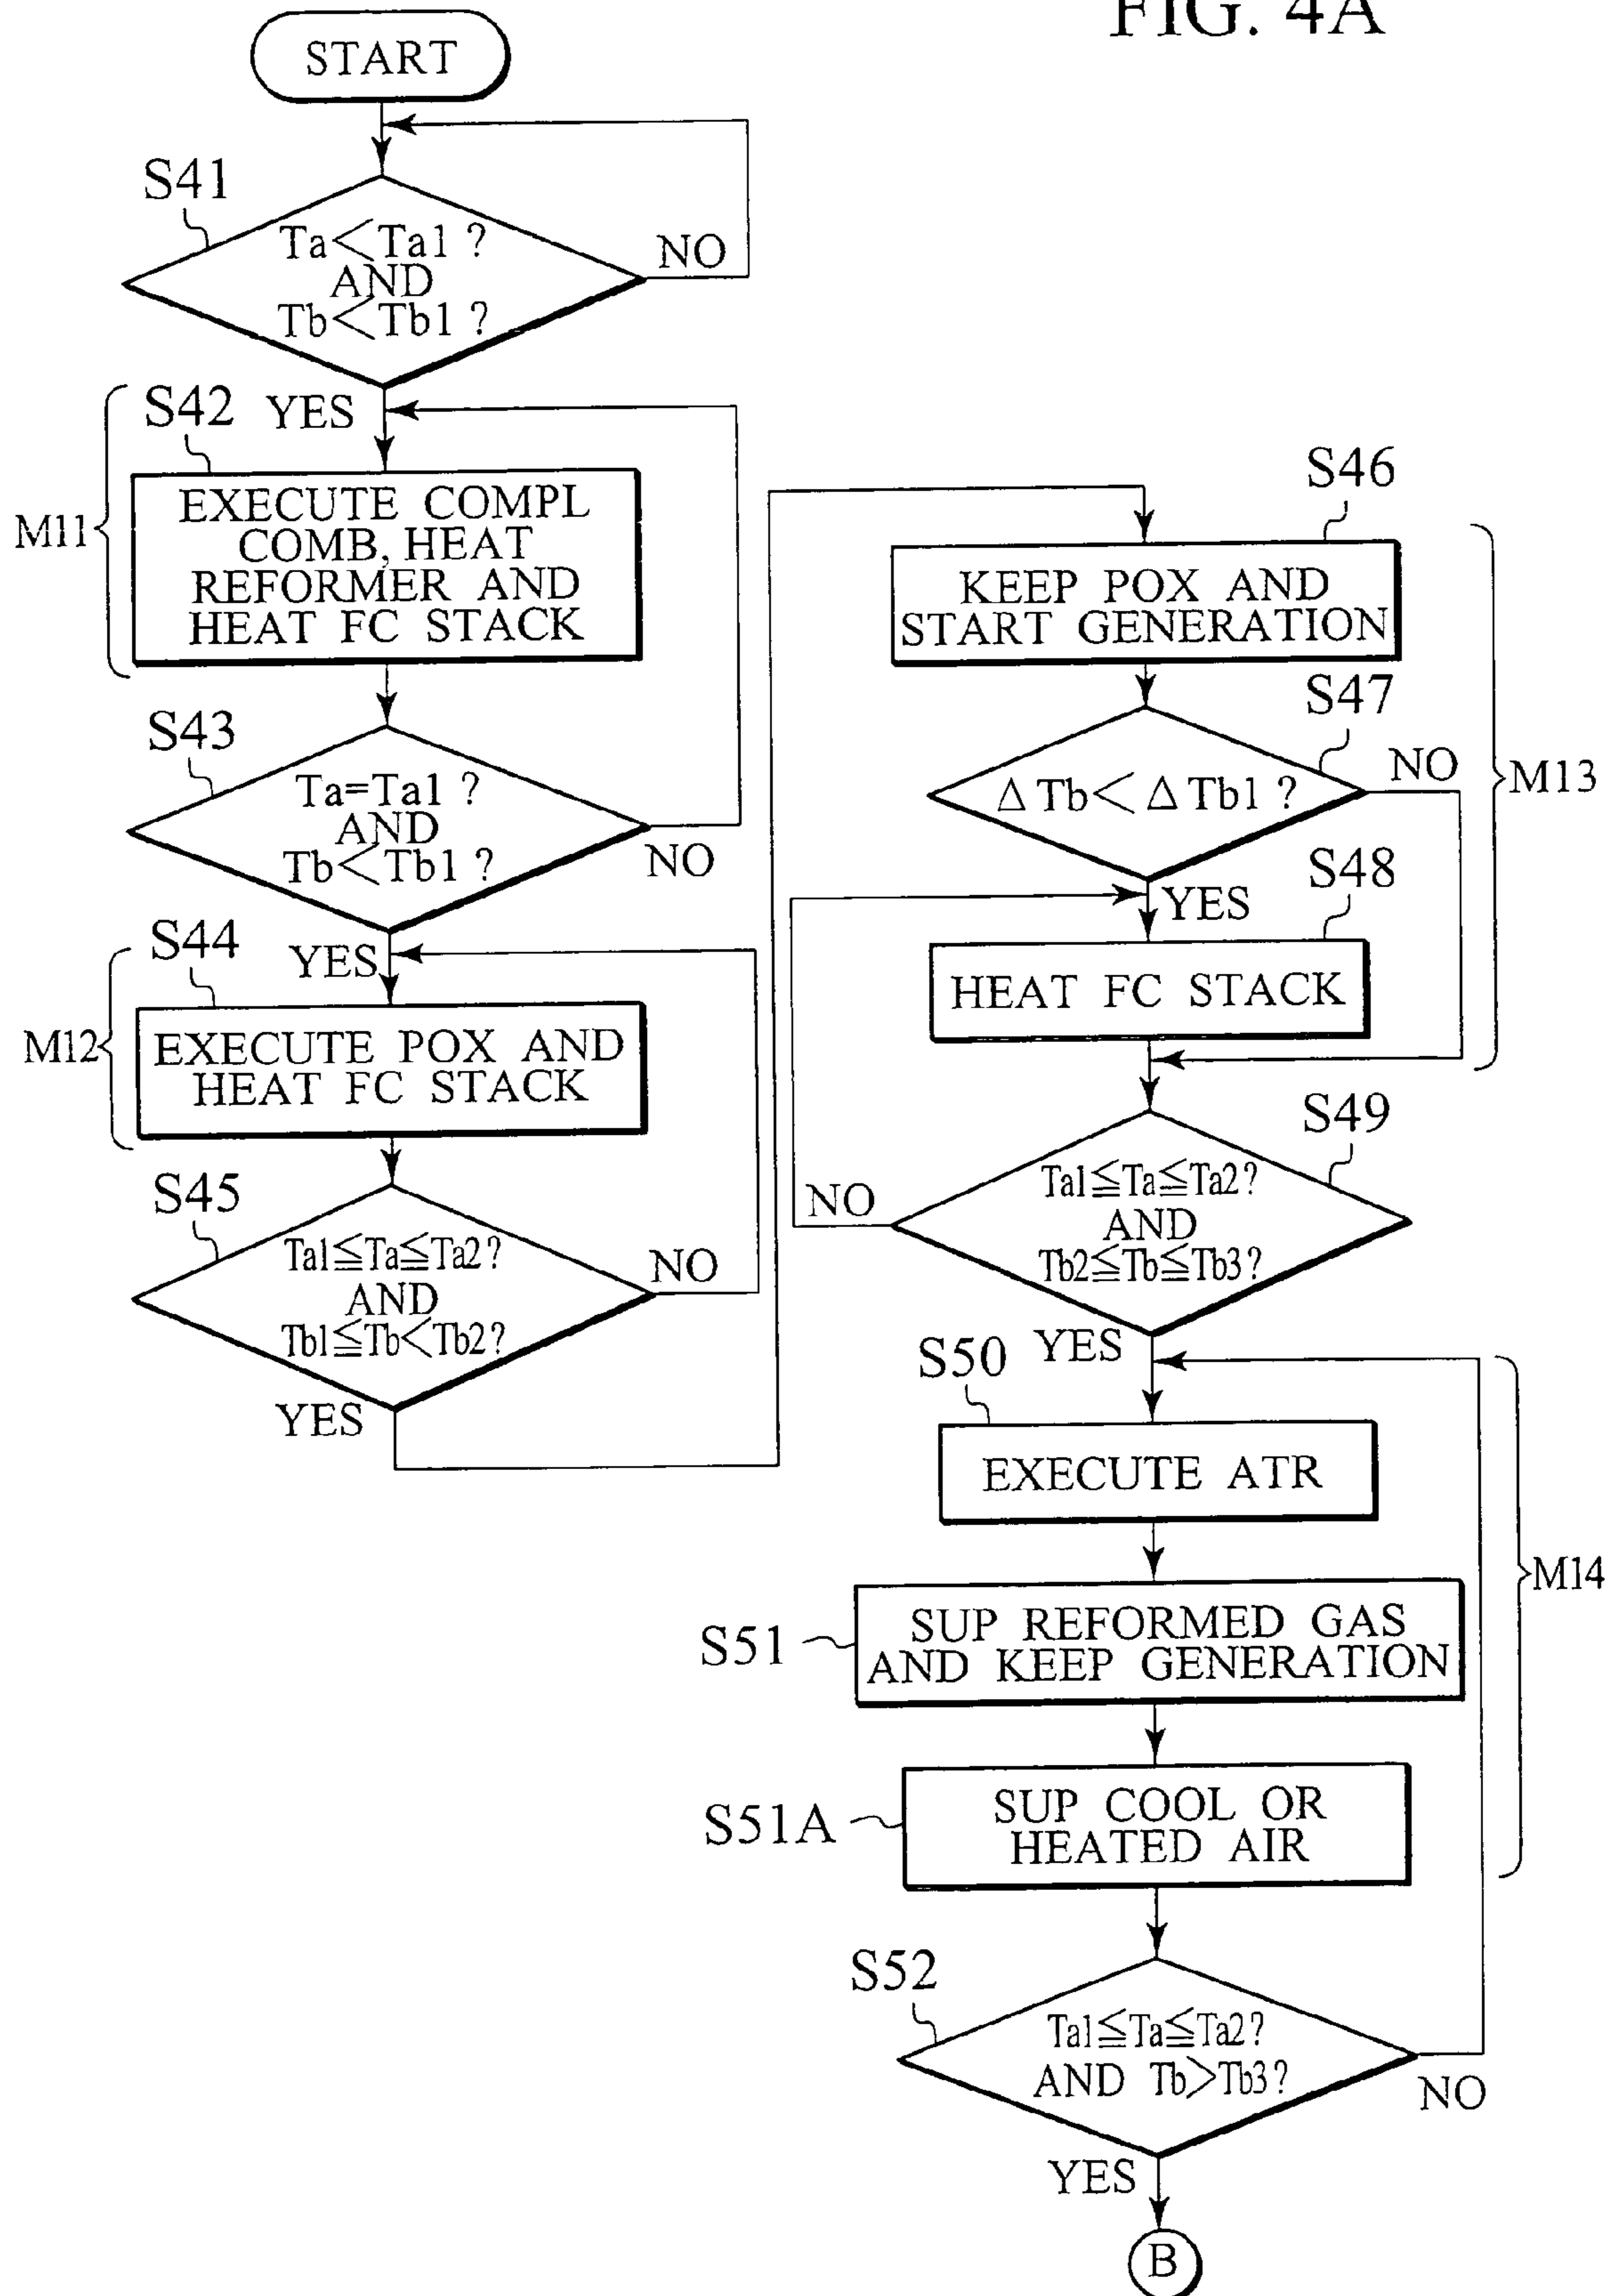 FIG. 4A
START
S41
Ta<Ta1 ?
AND
Tb<Tb1 ?
NO
YES
M11
S42
EXECUTE COMPL
COMB, HEAT
REFORMER AND
HEAT FC STACK
S43
Ta=Ta1 ?
AND
Tb<Tb1 ?
NO
YES
M12
S44
EXECUTE POX AND
HEAT FC STACK
S45
Ta1≦Ta≦Ta2?
AND
Tb1≦Tb<Tb2?
NO
YES
S46
KEEP POX AND
START GENERATION
M13
S47
Δ Tb< Δ Tb1 ?
NO
YES
S48
HEAT FC STACK
S49
Ta1≦Ta≦Ta2?
AND
Tb2≦Tb≦Tb3?
NO
YES
S50
EXECUTE ATR
M14
S51
SUP REFORMED GAS
AND KEEP GENERATION
S51A
SUP COOL OR
HEATED AIR
S52
Ta1≦Ta≦Ta2?
AND Tb>Tb3?
NO
YES
B